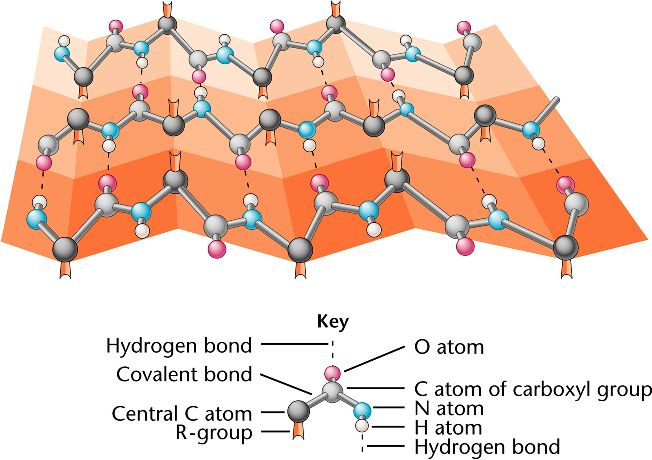 Key
Hydrogen bond
O atom
Covalent bond
C atom of carboxyl group
Central C atom
N atom
R-group
H atom
Hydrogen bond